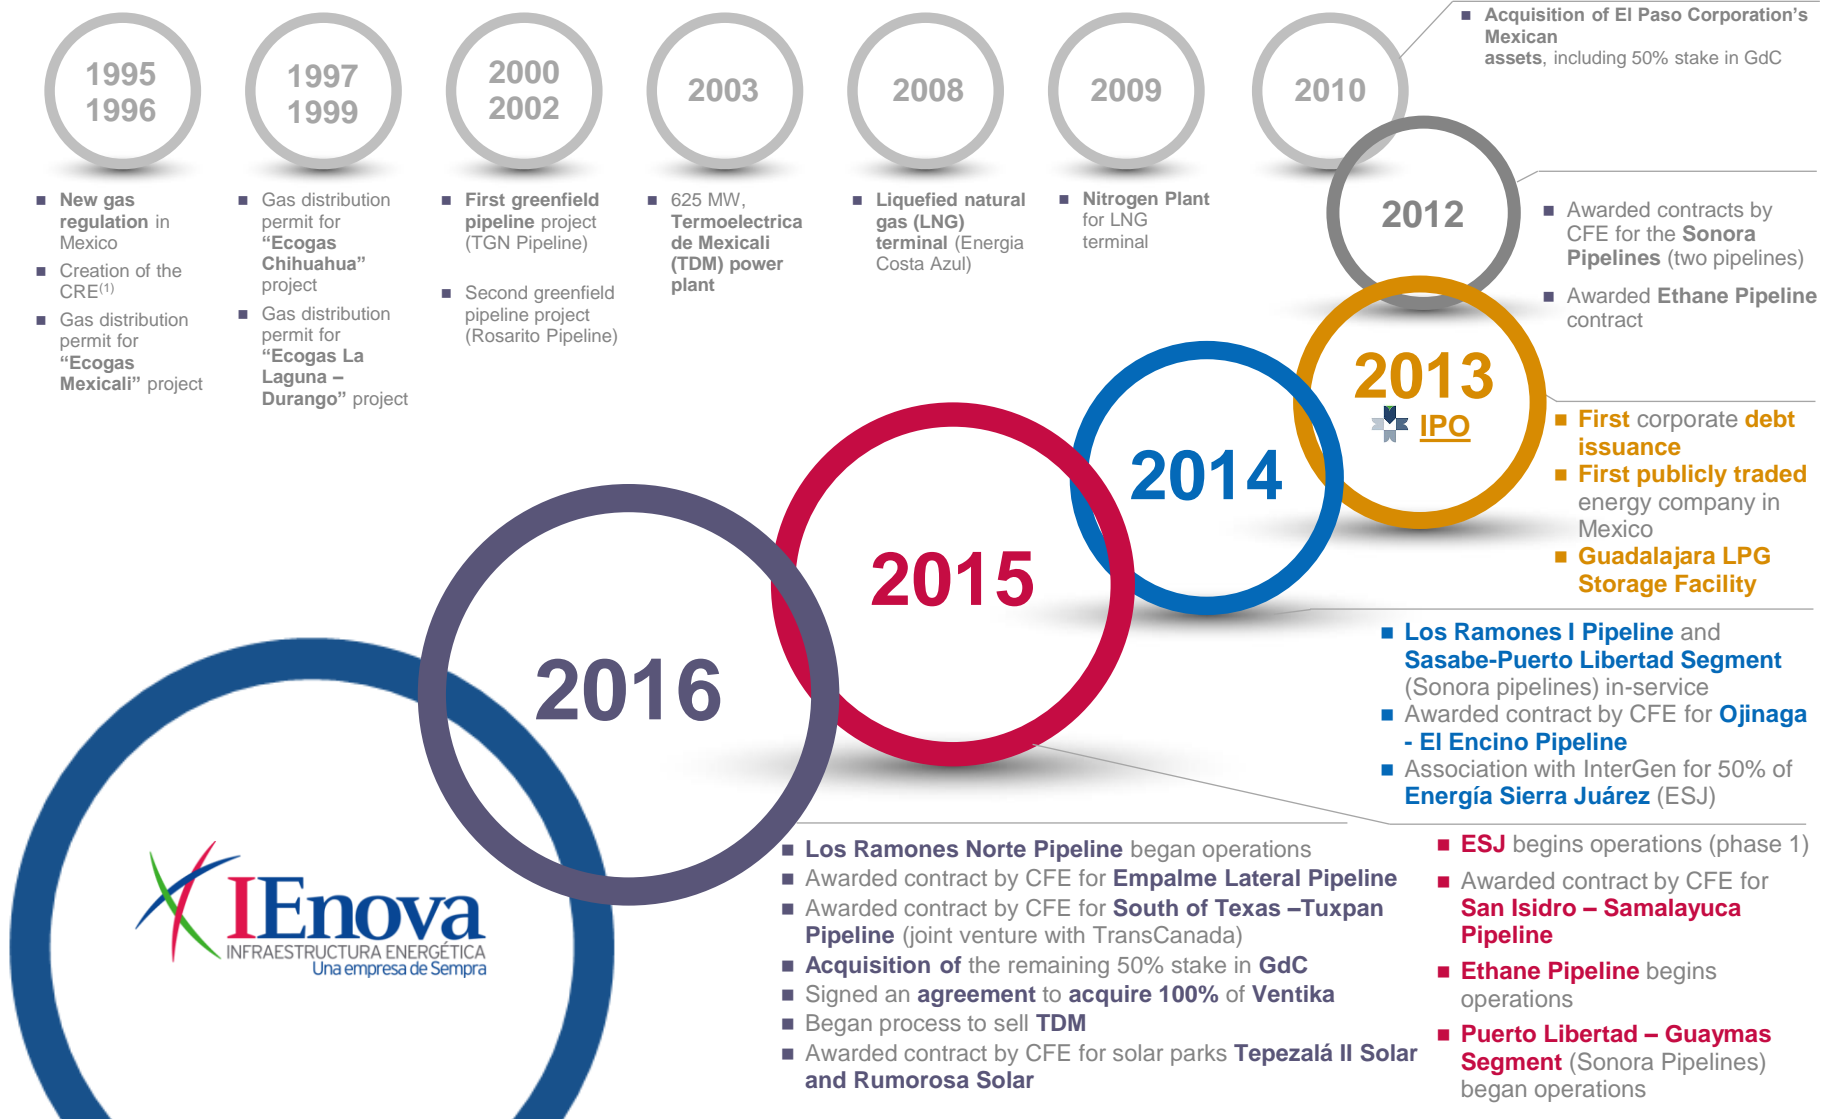 1995
1996
■ New gas
regulation in
Mexico
■ Creation of the
CRE(1)
■ Gas distribution
permit for
“Ecogas
Mexicali” project
1997
1999
■ Gas distribution
permit for
“Ecogas
Chihuahua”
project
■ Gas distribution
permit for
“Ecogas La
Laguna –
Durango” project
2000
2002
■ First greenfield
pipeline project
(TGN Pipeline)
■ Second greenfield
pipeline project
(Rosarito Pipeline)
2003
■ 625 MW,
Termoelectrica
de Mexicali
(TDM) power
plant
2008
■ Liquefied natural
gas (LNG)
terminal (Energia
Costa Azul)
2009
■ Nitrogen Plant
for LNG
terminal
2010
■ Acquisition of El Paso Corporation’s
Mexican
assets, including 50% stake in GdC
2012
■ Awarded contracts by
CFE for the Sonora
Pipelines (two pipelines)
■ Awarded Ethane Pipeline
contract
2013
IPO
■ First corporate debt
issuance
■ First publicly traded
energy company in
Mexico
■ Guadalajara LPG
Storage Facility
2014
■ Los Ramones I Pipeline and
Sasabe-Puerto Libertad Segment
(Sonora pipelines) in-service
■ Awarded contract by CFE for Ojinaga
- El Encino Pipeline
■ Association with InterGen for 50% of
Energía Sierra Juárez (ESJ)
2015
■ ESJ begins operations (phase 1)
■ Awarded contract by CFE for
San Isidro – Samalayuca
Pipeline
■ Ethane Pipeline begins
operations
■ Puerto Libertad – Guaymas
Segment (Sonora Pipelines)
began operations
2016
■ Los Ramones Norte Pipeline began operations
■ Awarded contract by CFE for Empalme Lateral Pipeline
■ Awarded contract by CFE for South of Texas –Tuxpan
Pipeline (joint venture with TransCanada)
■ Acquisition of the remaining 50% stake in GdC
■ Signed an agreement to acquire 100% of Ventika
■ Began process to sell TDM
■ Awarded contract by CFE for solar parks Tepezalá II Solar
and Rumorosa Solar
IEnova
INFRAESTRUCTURA ENERGÉTICA
Una empresa de Sempra